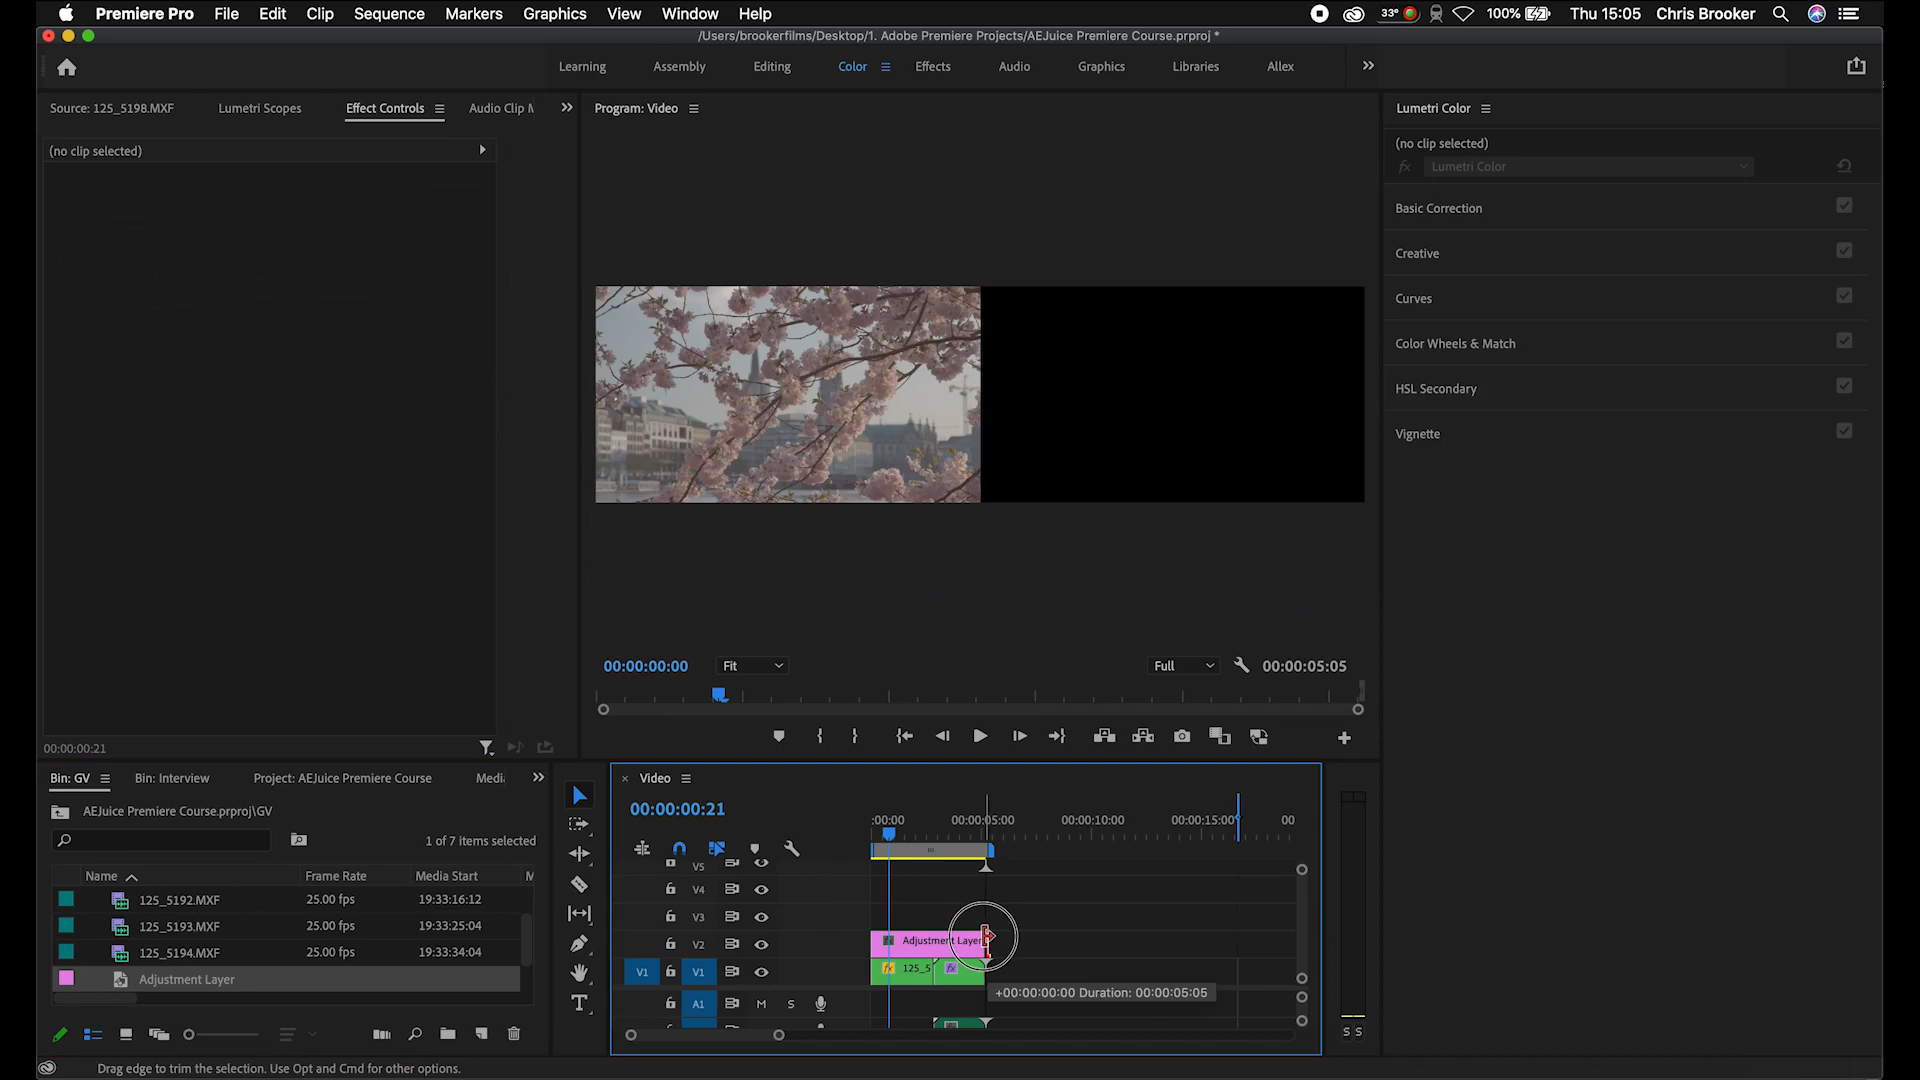 Premiere Pro File Edit Clip Sequence Markers Graphics View Window Help 33° 100% Thu 15:05 Chris Brooker
/Users/brookerfilms/Desktop/1. Adobe Premiere Projects/AEJuice Premiere Course.prproj *
Learning Assembly Editing Color Effects Audio Graphics Libraries Allex
Source: 125_5198.MXF Lumetri Scopes Effect Controls Audio Clip M
Program: Video
Lumetri Color
(no clip selected)
(no clip selected)
fx Lumetri Color
Basic Correction
Creative
Curves
Color Wheels & Match
HSL Secondary
Vignette
00:00:00:00 Fit Full 00:00:05:05
00:00:00:21
Bin: GV Bin: Interview Project: AEJuice Premiere Course Medi
AEJuice Premiere Course.prproj\GV
1 of 7 items selected
Name Frame Rate Media Start M
125_5192.MXF 25.00 fps 19:33:16:12
125_5193.MXF 25.00 fps 19:33:25:04
125_5194.MXF 25.00 fps 19:33:34:04
Adjustment Layer
Video
00:00:00:21
:00:00 00:00:05:00 00:00:10:00 00:00:15:00 00
V5
V4
V3
V2 fx Adjustment Layer
V1 V1 fx 125_5 fx
+00:00:00:00 Duration: 00:00:05:05
A1 M S
S S
Drag edge to trim the selection. Use Opt and Cmd for other options.